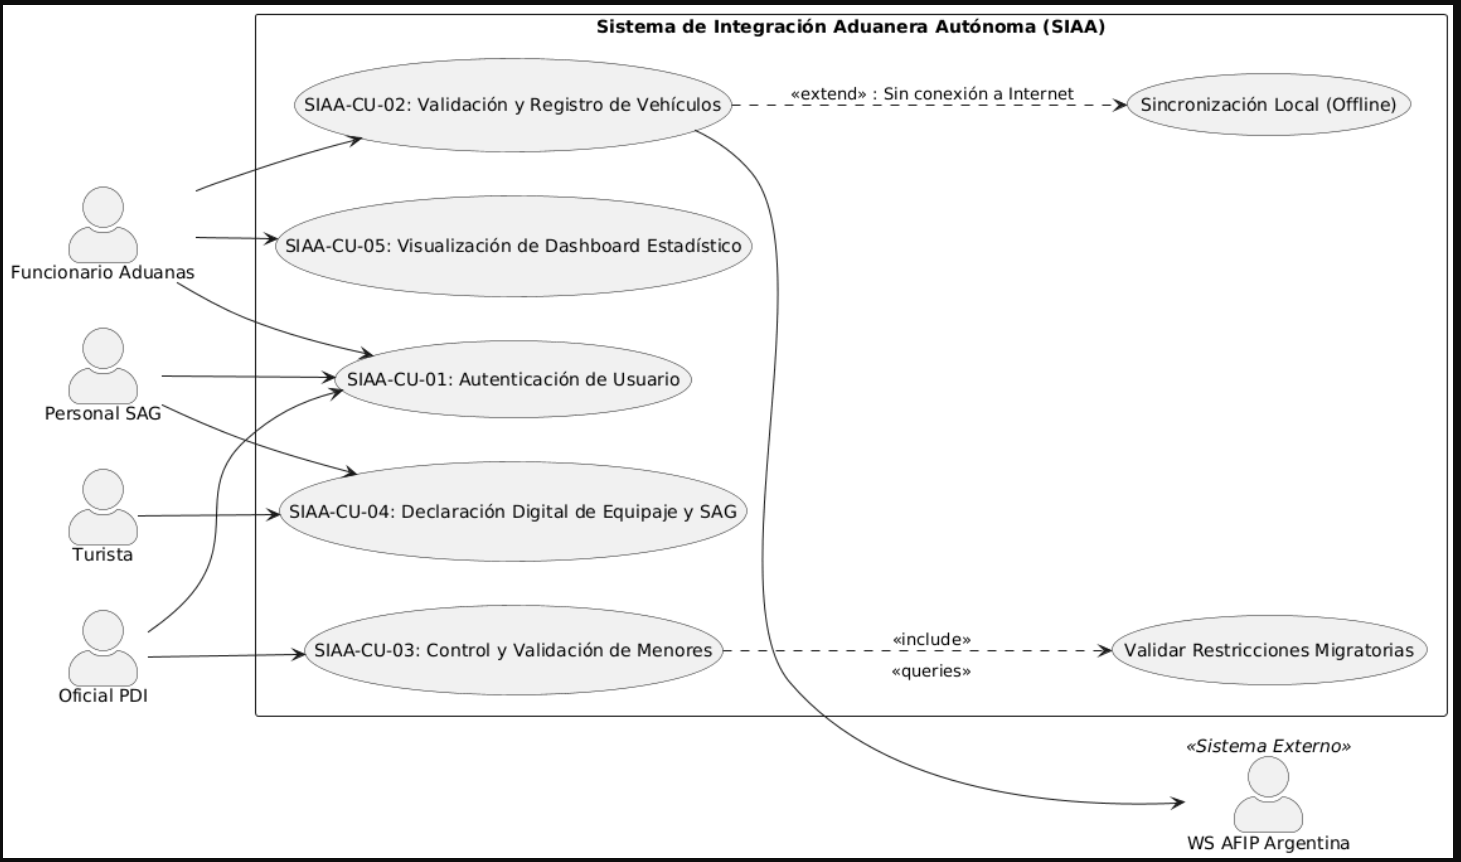 Sistema de Integración Aduanera Autónoma (SIAA)
SIAA-CU-02: Validación y Registro de Vehículos
«extend» : Sin conexión a Internet
Sincronización Local (Offline)
Funcionario Aduanas
SIAA-CU-05: Visualización de Dashboard Estadístico
Personal SAG
SIAA-CU-01: Autenticación de Usuario
Turista
SIAA-CU-04: Declaración Digital de Equipaje y SAG
Oficial PDI
SIAA-CU-03: Control y Validación de Menores
«include»
«queries»
Validar Restricciones Migratorias
«Sistema Externo»
WS AFIP Argentina